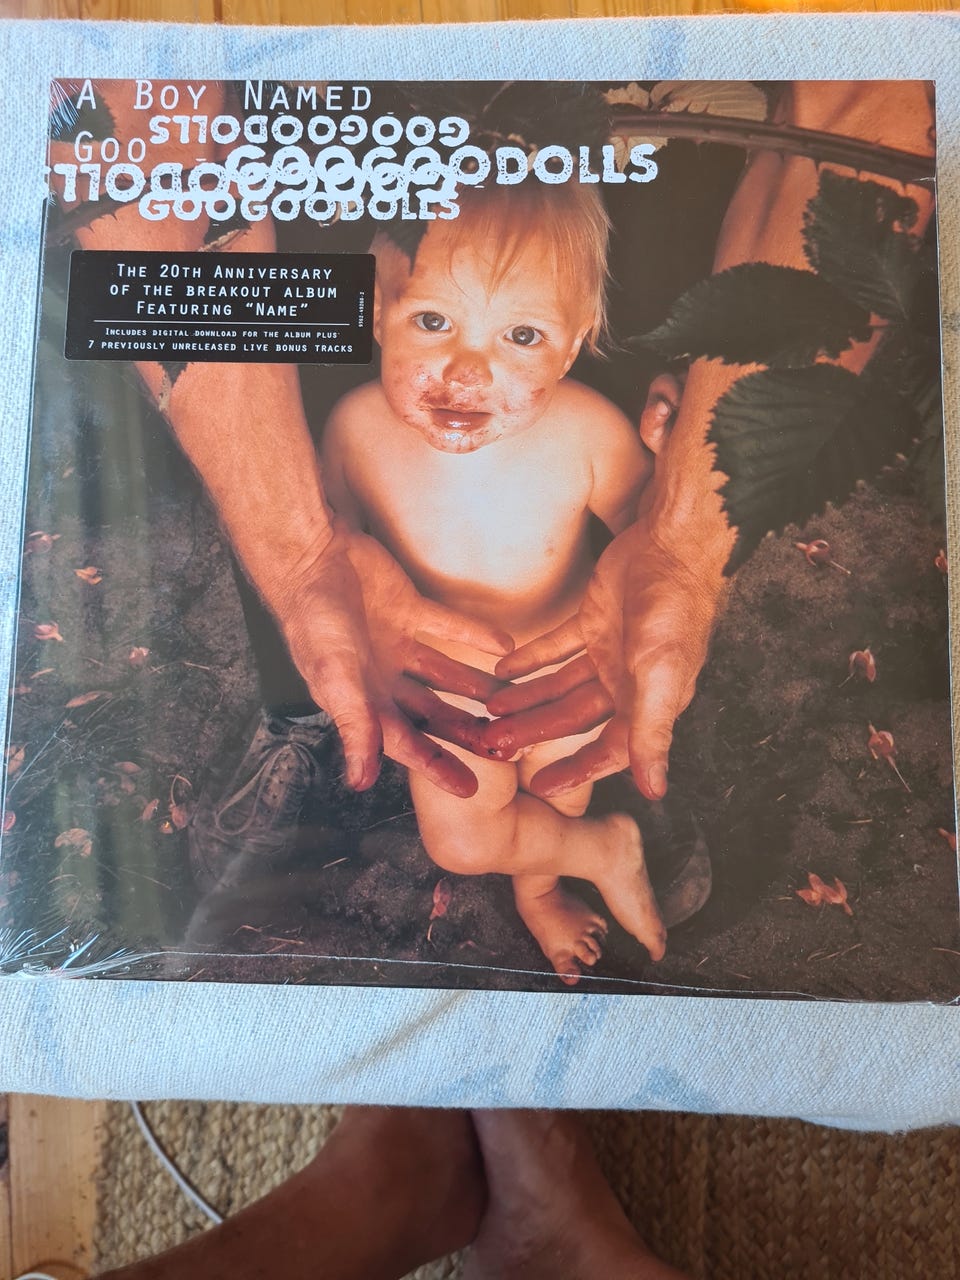 A Boy Named
GOOGOODOLLS
Goo
GOOGOODOLLS
GOOGOODOLLS
GOOGOODOLLS
The 20th Anniversary
of the breakout album
Featuring "Name"
Includes digital download for the album plus
7 previously unreleased live bonus tracks